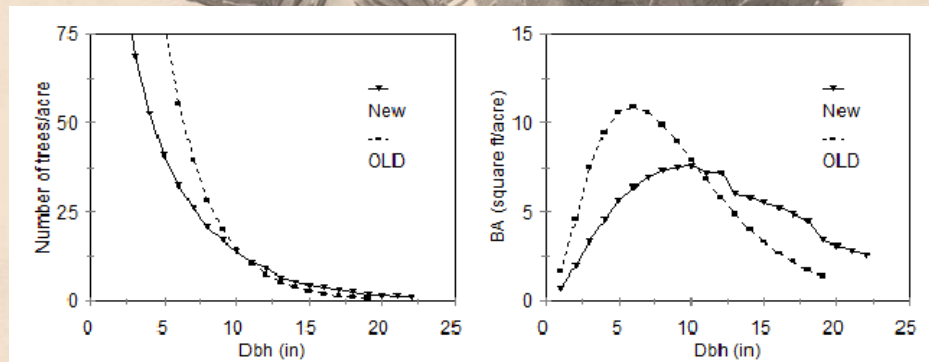 Number of trees/acre
75
50
25
0
New
OLD
0 5 10 15 20 25
Dbh (in)
BA (square ft/acre)
15
10
5
0
New
OLD
0 5 10 15 20 25
Dbh (in)